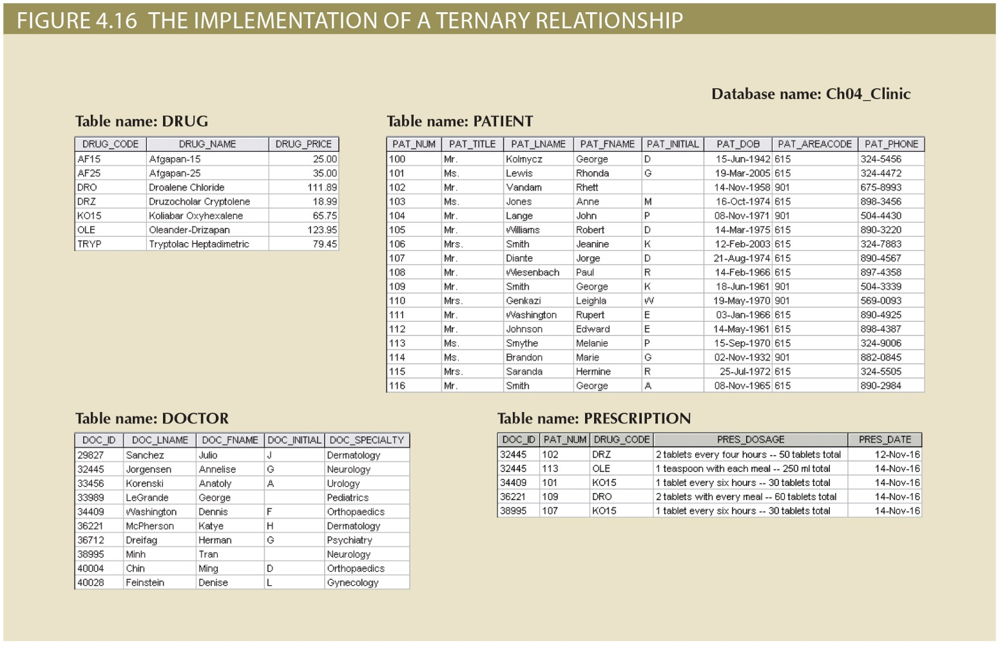 FIGURE 4.16 THE IMPLEMENTATION OF A TERNARY RELATIONSHIP
Database name: Ch04_Clinic
Table name: DRUG
DRUG_CODE DRUG_NAME DRUG_PRICE
AF15 Afgapan-15 25.00
AF25 Afgapan-25 35.00
DRO Droalene Chloride 111.89
DRZ Druzocholar Cryptolene 18.99
KO15 Koliabar Oxyhexalene 65.75
OLE Oleander-Drizapan 123.95
TRYP Tryptolac Heptadimetric 79.45
Table name: PATIENT
PAT_NUM PAT_TITLE PAT_LNAME PAT_FNAME PAT_INITIAL PAT_DOB PAT_AREACODE PAT_PHONE
100 Mr. Kolmycz George D 15-Jun-1942 615 324-5456
101 Ms. Lewis Rhonda G 19-Mar-2005 615 324-4472
102 Mr. Vandam Rhett 14-Nov-1958 901 675-8993
103 Ms. Jones Anne M 16-Oct-1974 615 898-3456
104 Mr. Lange John P 08-Nov-1971 901 504-4430
105 Mr. Williams Robert D 14-Mar-1975 615 890-3220
106 Mrs. Smith Jeanine K 12-Feb-2003 615 324-7883
107 Mr. Diante Jorge D 21-Aug-1974 615 890-4567
108 Mr. Wiesenbach Paul R 14-Feb-1966 615 897-4358
109 Mr. Smith George K 18-Jun-1961 901 504-3339
110 Mrs. Genkazi Leighla W 19-May-1970 901 569-0093
111 Mr. Washington Rupert E 03-Jan-1966 615 890-4925
112 Mr. Johnson Edward E 14-May-1961 615 898-4387
113 Ms. Smythe Melanie P 15-Sep-1970 615 324-9006
114 Ms. Brandon Marie G 02-Nov-1932 901 882-0845
115 Mrs. Saranda Hermine R 25-Jul-1972 615 324-5505
116 Mr. Smith George A 08-Nov-1965 615 890-2984
Table name: DOCTOR
DOC_ID DOC_LNAME DOC_FNAME DOC_INITIAL DOC_SPECIALTY
29827 Sanchez Julio J Dermatology
32445 Jorgensen Annelise G Neurology
33456 Korenski Anatoly A Urology
33989 LeGrande George Pediatrics
34409 Washington Dennis F Orthopaedics
36221 McPherson Katye H Dermatology
36712 Dreifag Herman G Psychiatry
38995 Minh Tran Neurology
40004 Chin Ming D Orthopaedics
40028 Feinstein Denise L Gynecology
Table name: PRESCRIPTION
DOC_ID PAT_NUM DRUG_CODE PRES_DOSAGE PRES_DATE
32445 102 DRZ 2 tablets every four hours -- 50 tablets total 12-Nov-16
32445 113 OLE 1 teaspoon with each meal -- 250 ml total 14-Nov-16
34409 101 KO15 1 tablet every six hours -- 30 tablets total 14-Nov-16
36221 109 DRO 2 tablets with every meal -- 60 tablets total 14-Nov-16
38995 107 KO15 1 tablet every six hours -- 30 tablets total 14-Nov-16